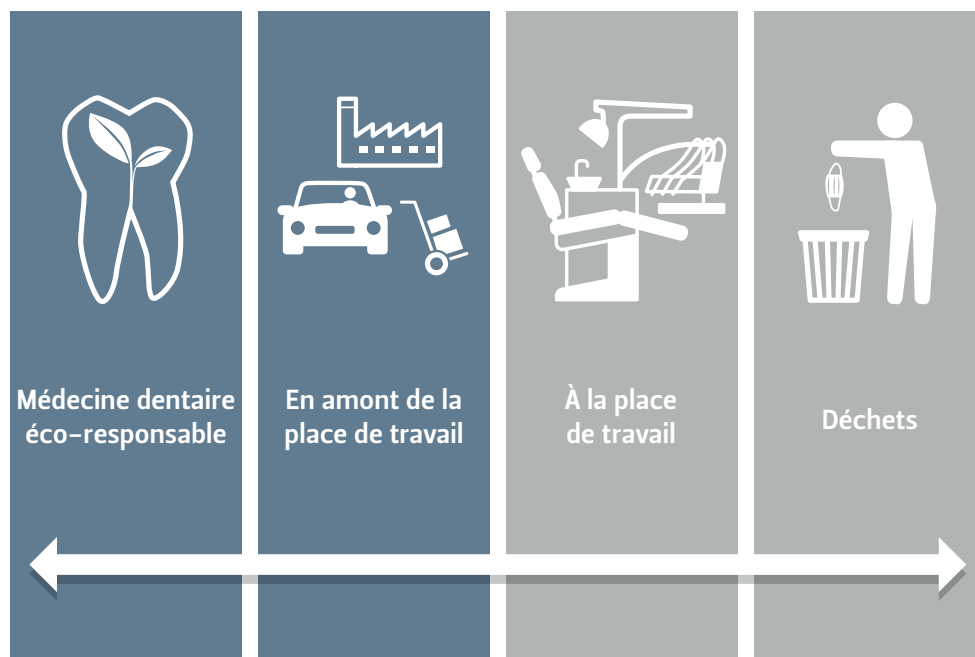 Médecine dentaire
éco-responsable
En amont de la
place de travail
À la place
de travail
Déchets